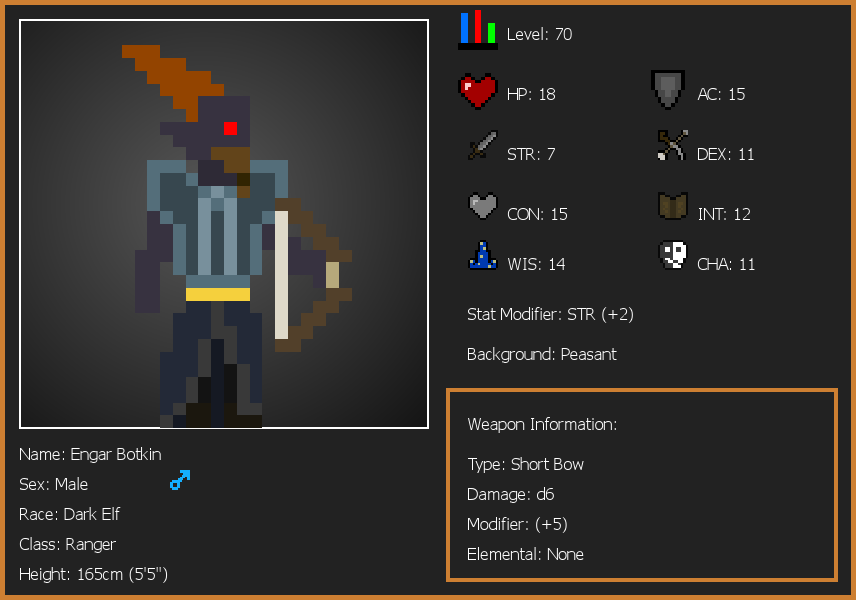 Level: 70
HP: 18
AC: 15
STR: 7
DEX: 11
CON: 15
INT: 12
WIS: 14
CHA: 11
Stat Modifier: STR (+2)
Background: Peasant
Weapon Information:
Type: Short Bow
Damage: d6
Modifier: (+5)
Elemental: None
Name: Engar Botkin
Sex: Male
Race: Dark Elf
Class: Ranger
Height: 165cm (5'5")